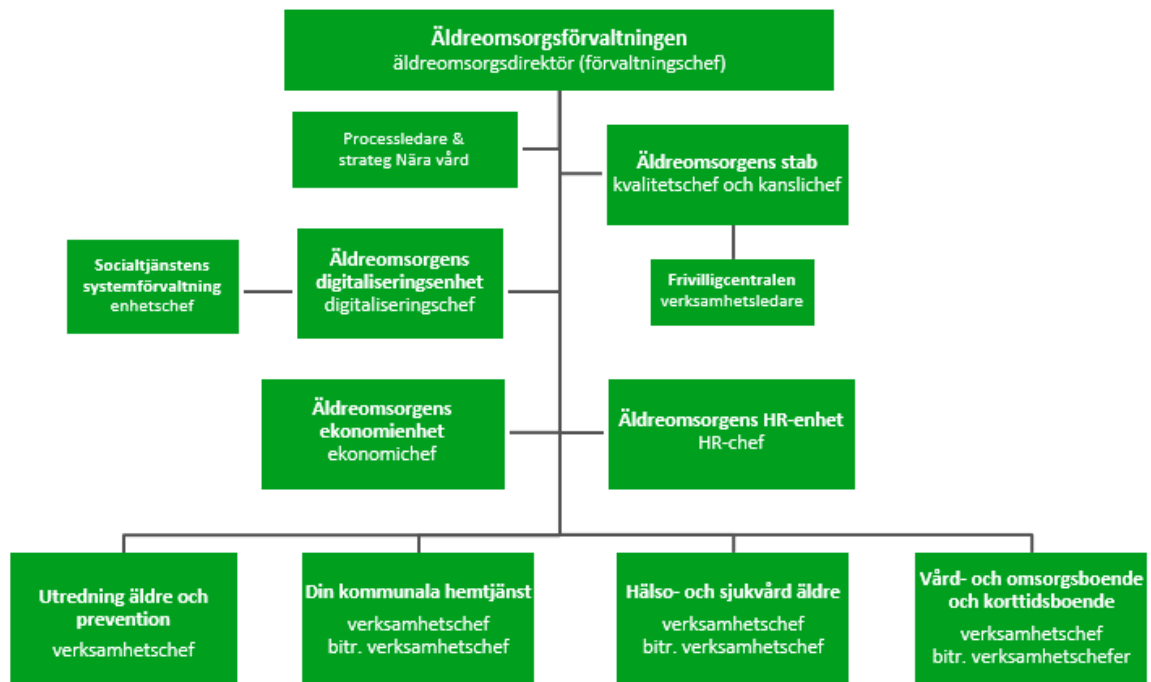 Äldreomsorgsförvaltningen
äldreomsorgsdirektör (förvaltningschef)
Processledare &
strateg Nära vård
Äldreomsorgens stab
kvalitetschef och kanslichef
Socialtjänstens
systemförvaltning
enhetschef
Äldreomsorgens
digitaliseringsenhet
digitaliseringschef
Frivilligcentralen
verksamhetsledare
Äldreomsorgens
ekonomienhet
ekonomichef
Äldreomsorgens HR-enhet
HR-chef
Utredning äldre och
prevention
verksamhetschef
Din kommunala hemtjänst
verksamhetschef
bitr. verksamhetschef
Hälso- och sjukvård äldre
verksamhetschef
bitr. verksamhetschef
Vård- och omsorgsboende
och korttidsboende
verksamhetschef
bitr. verksamhetschefer